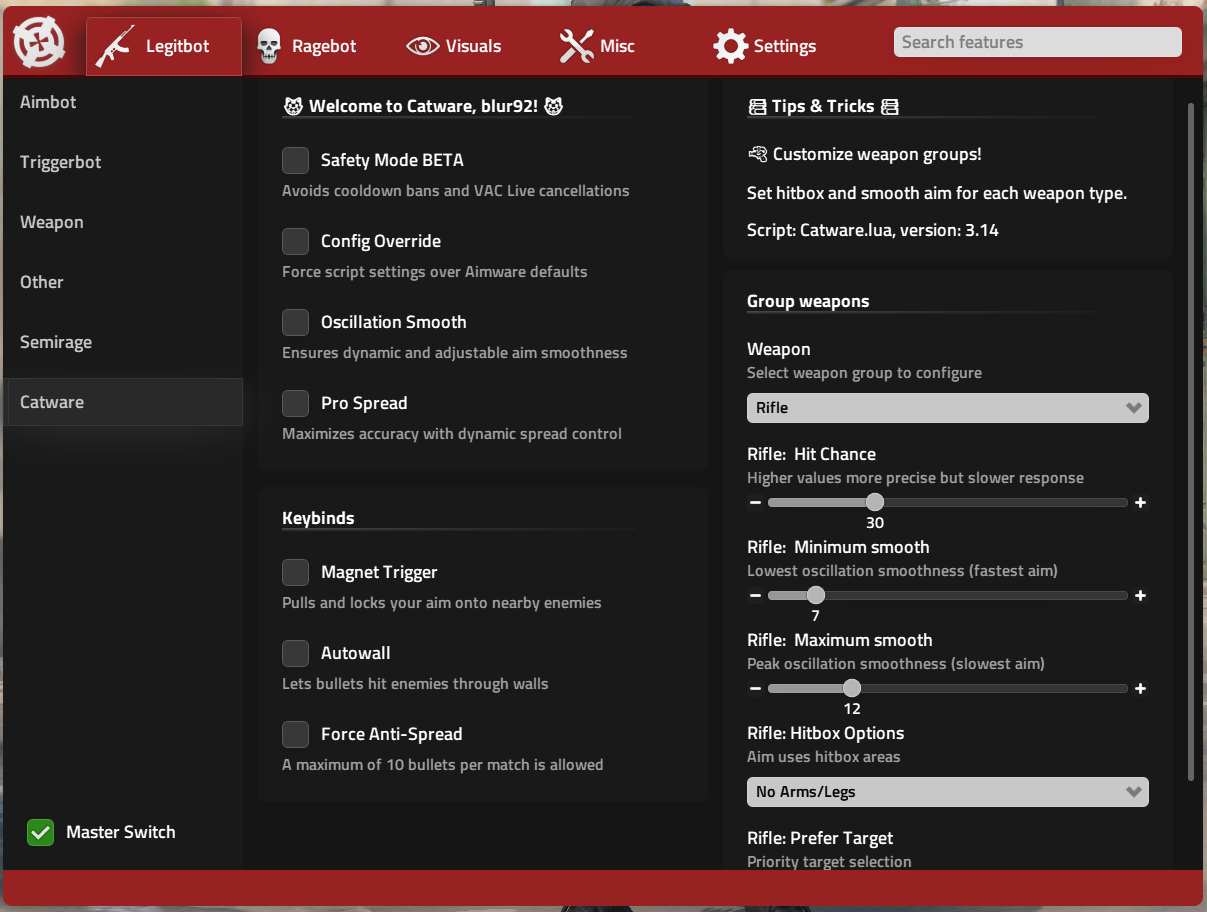 Legitbot
Ragebot
Visuals
Misc
Settings
Search features
Aimbot
Triggerbot
Weapon
Other
Semirage
Catware
Master Switch
Welcome to Catware, blur92!
Safety Mode BETA
Avoids cooldown bans and VAC Live cancellations
Config Override
Force script settings over Aimware defaults
Oscillation Smooth
Ensures dynamic and adjustable aim smoothness
Pro Spread
Maximizes accuracy with dynamic spread control
Keybinds
Magnet Trigger
Pulls and locks your aim onto nearby enemies
Autowall
Lets bullets hit enemies through walls
Force Anti-Spread
A maximum of 10 bullets per match is allowed
Tips & Tricks
Customize weapon groups!
Set hitbox and smooth aim for each weapon type.
Script: Catware.lua, version: 3.14
Group weapons
Weapon
Select weapon group to configure
Rifle
Rifle: Hit Chance
Higher values more precise but slower response
30
Rifle: Minimum smooth
Lowest oscillation smoothness (fastest aim)
7
Rifle: Maximum smooth
Peak oscillation smoothness (slowest aim)
12
Rifle: Hitbox Options
Aim uses hitbox areas
No Arms/Legs
Rifle: Prefer Target
Priority target selection